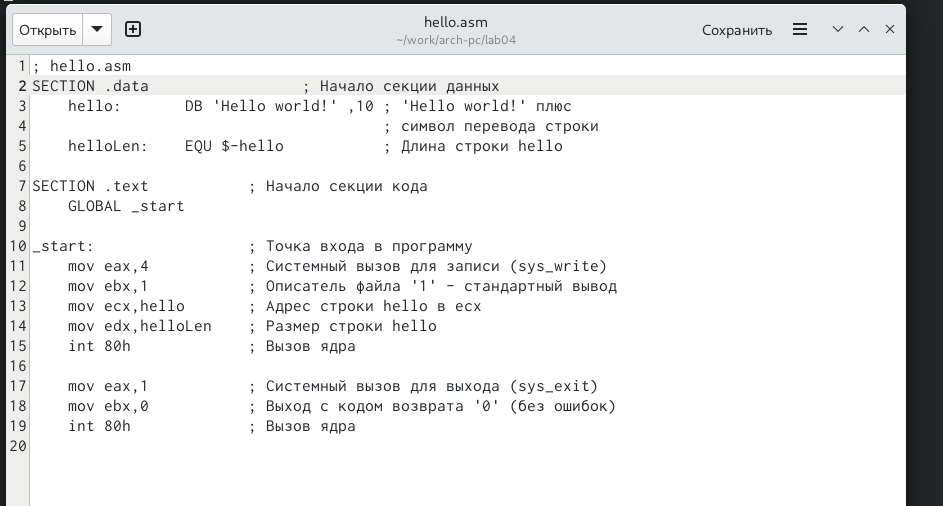 Открыть
hello.asm
~/work/arch-pc/lab04
Сохранить
1 ; hello.asm
2 SECTION .data                 ; Начало секции данных
3     hello:       DB 'Hello world!' ,10 ; 'Hello world!' плюс
4                                        ; символ перевода строки
5     helloLen:    EQU $-hello           ; Длина строки hello
6
7 SECTION .text           ; Начало секции кода
8     GLOBAL _start
9
10 _start:                 ; Точка входа в программу
11     mov eax,4           ; Системный вызов для записи (sys_write)
12     mov ebx,1           ; Описатель файла '1' - стандартный вывод
13     mov ecx,hello       ; Адрес строки hello в ecx
14     mov edx,helloLen    ; Размер строки hello
15     int 80h             ; Вызов ядра
16
17     mov eax,1           ; Системный вызов для выхода (sys_exit)
18     mov ebx,0           ; Выход с кодом возврата '0' (без ошибок)
19     int 80h             ; Вызов ядра
20